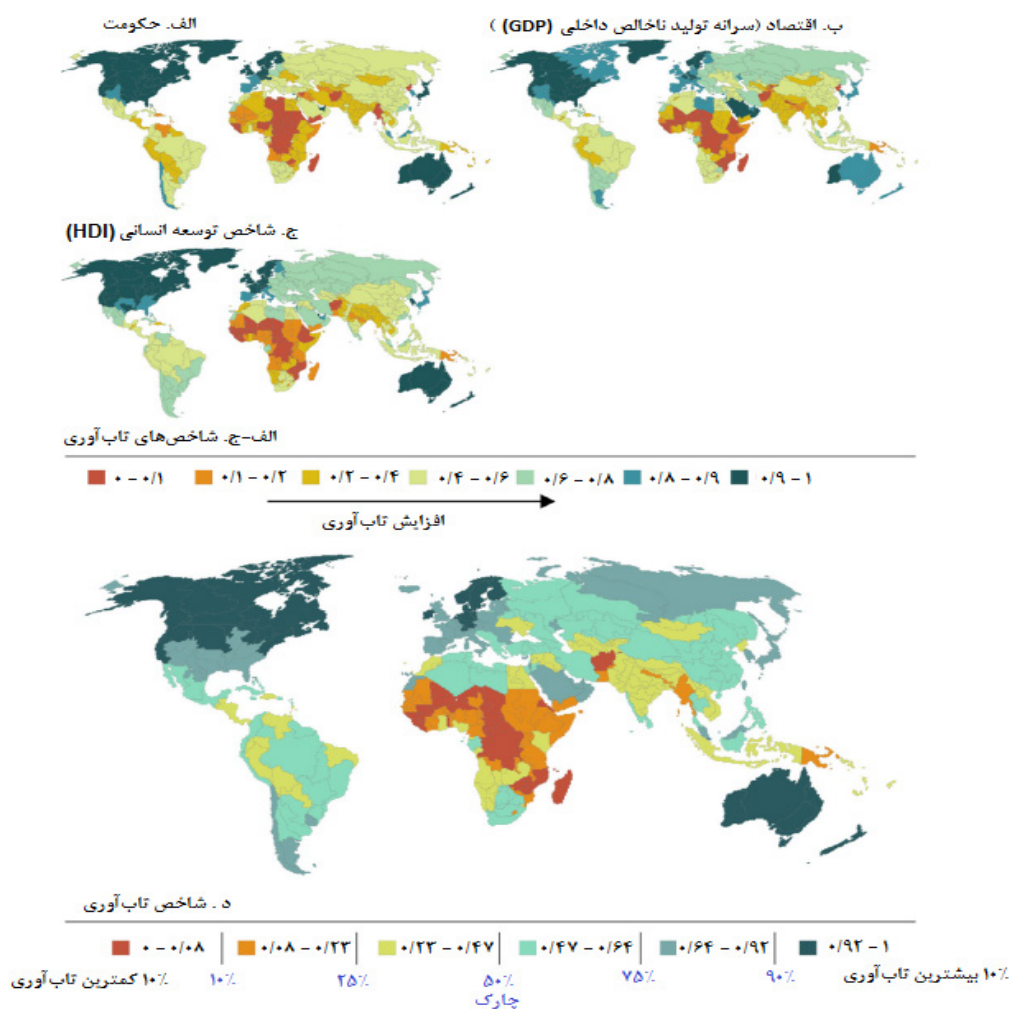 الف. حکومت
ب. اقتصاد (سرانه تولید ناخالص داخلی (GDP) )
ج. شاخص توسعه انسانی (HDI)
الف-ج. شاخص‌های تاب‌آوری
۰ - ۰/۱ ۰/۱ - ۰/۲ ۰/۲ - ۰/۴ ۰/۴ - ۰/۶ ۰/۶ - ۰/۸ ۰/۸ - ۰/۹ ۰/۹ - ۱
افزایش تاب‌آوری
د . شاخص تاب‌آوری
۰ - ۰/۰۸ ۰/۰۸ - ۰/۲۳ ۰/۲۳ - ۰/۴۷ ۰/۴۷ - ۰/۶۴ ۰/۶۴ - ۰/۹۲ ۰/۹۲ - ۱
۱۰٪ کمترین تاب‌آوری ۱۰٪ ۲۵٪ ۵۰٪ ۷۵٪ ۹۰٪ ۱۰٪ بیشترین تاب‌آوری
چارک